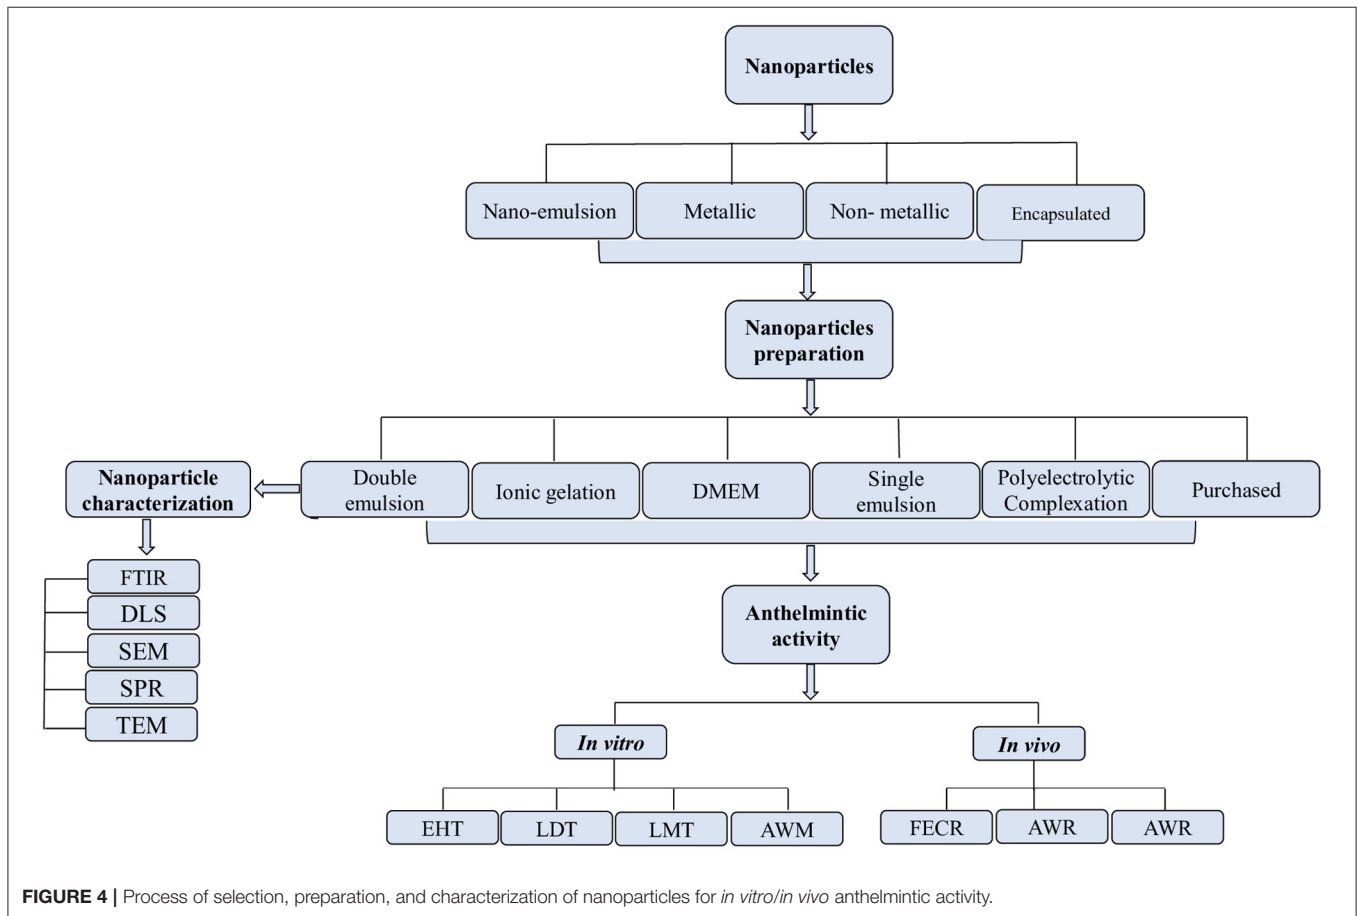 Nanoparticles
Nano-emulsion
Metallic
Non- metallic
Encapsulated
Nanoparticles
preparation
Double
emulsion
Ionic gelation
DMEM
Single
emulsion
Polyelectrolytic
Complexation
Purchased
Nanoparticle
characterization
FTIR
DLS
SEM
SPR
TEM
Anthelmintic
activity
In vitro
In vivo
EHT
LDT
LMT
AWM
FECR
AWR
AWR
FIGURE 4 | Process of selection, preparation, and characterization of nanoparticles for in vitro/in vivo anthelmintic activity.